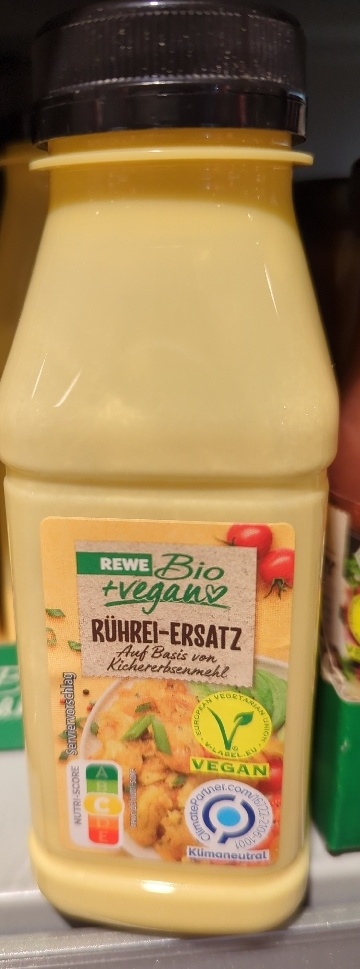 REWE Bio
+vegan
RÜHREI-ERSATZ
Auf Basis von
Kichererbsenmehl
Serviervorschlag
EUROPEAN VEGETARIAN UNION
V-LABEL.EU
VEGAN
NUTRI-SCORE
A
B
C
D
E
ClimatePartner.com/
Klimaneutral